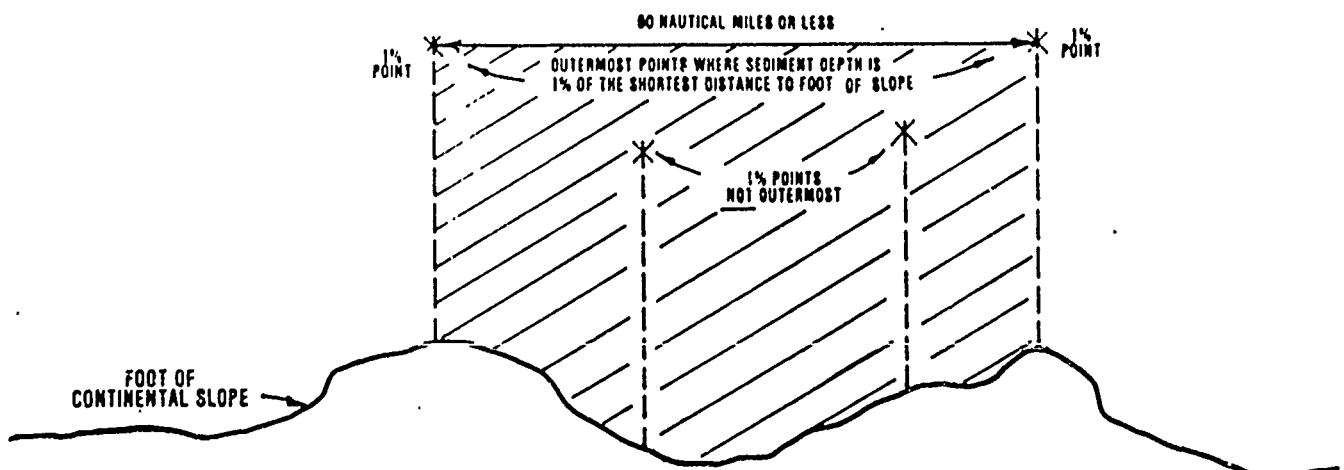 60 NAUTICAL MILES OR LESS
1%
POINT
1%
POINT
OUTERMOST POINTS WHERE SEDIMENT DEPTH IS
1% OF THE SHORTEST DISTANCE TO FOOT OF SLOPE
1% POINTS
NOT OUTERMOST
FOOT OF
CONTINENTAL SLOPE